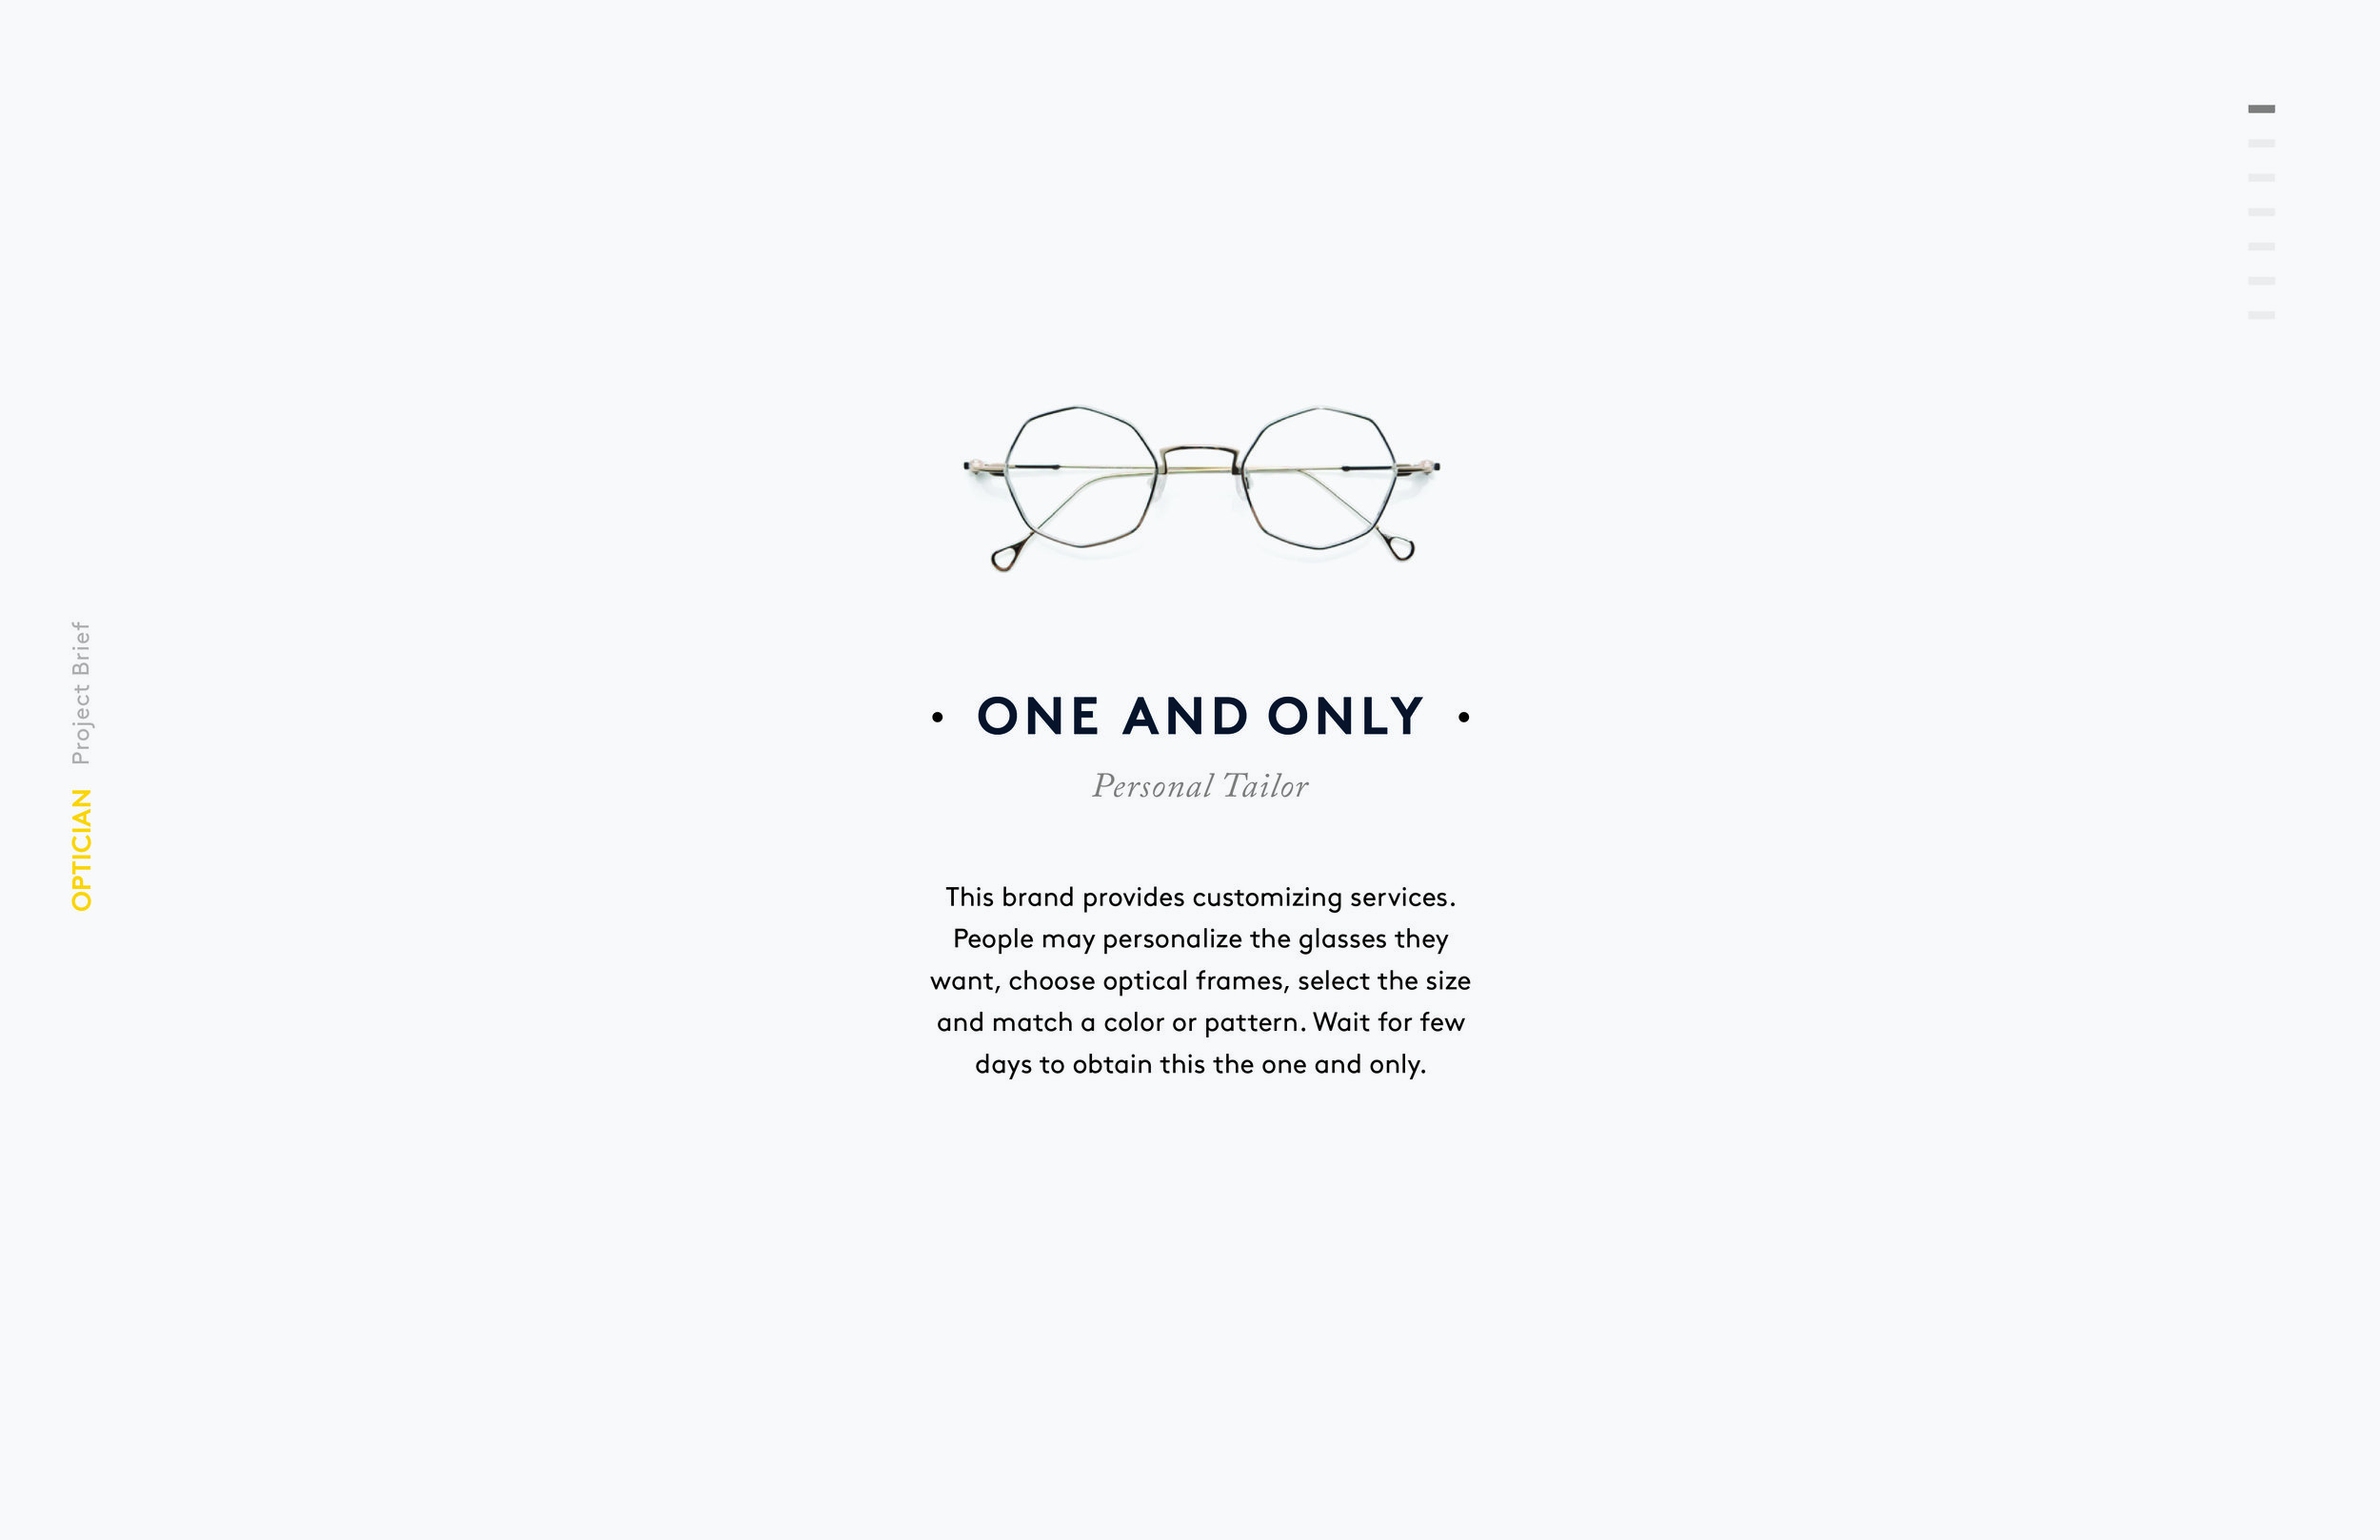 OPTICIAN Project Brief
• ONE AND ONLY •
Personal Tailor
This brand provides customizing services.
People may personalize the glasses they
want, choose optical frames, select the size
and match a color or pattern. Wait for few
days to obtain this the one and only.